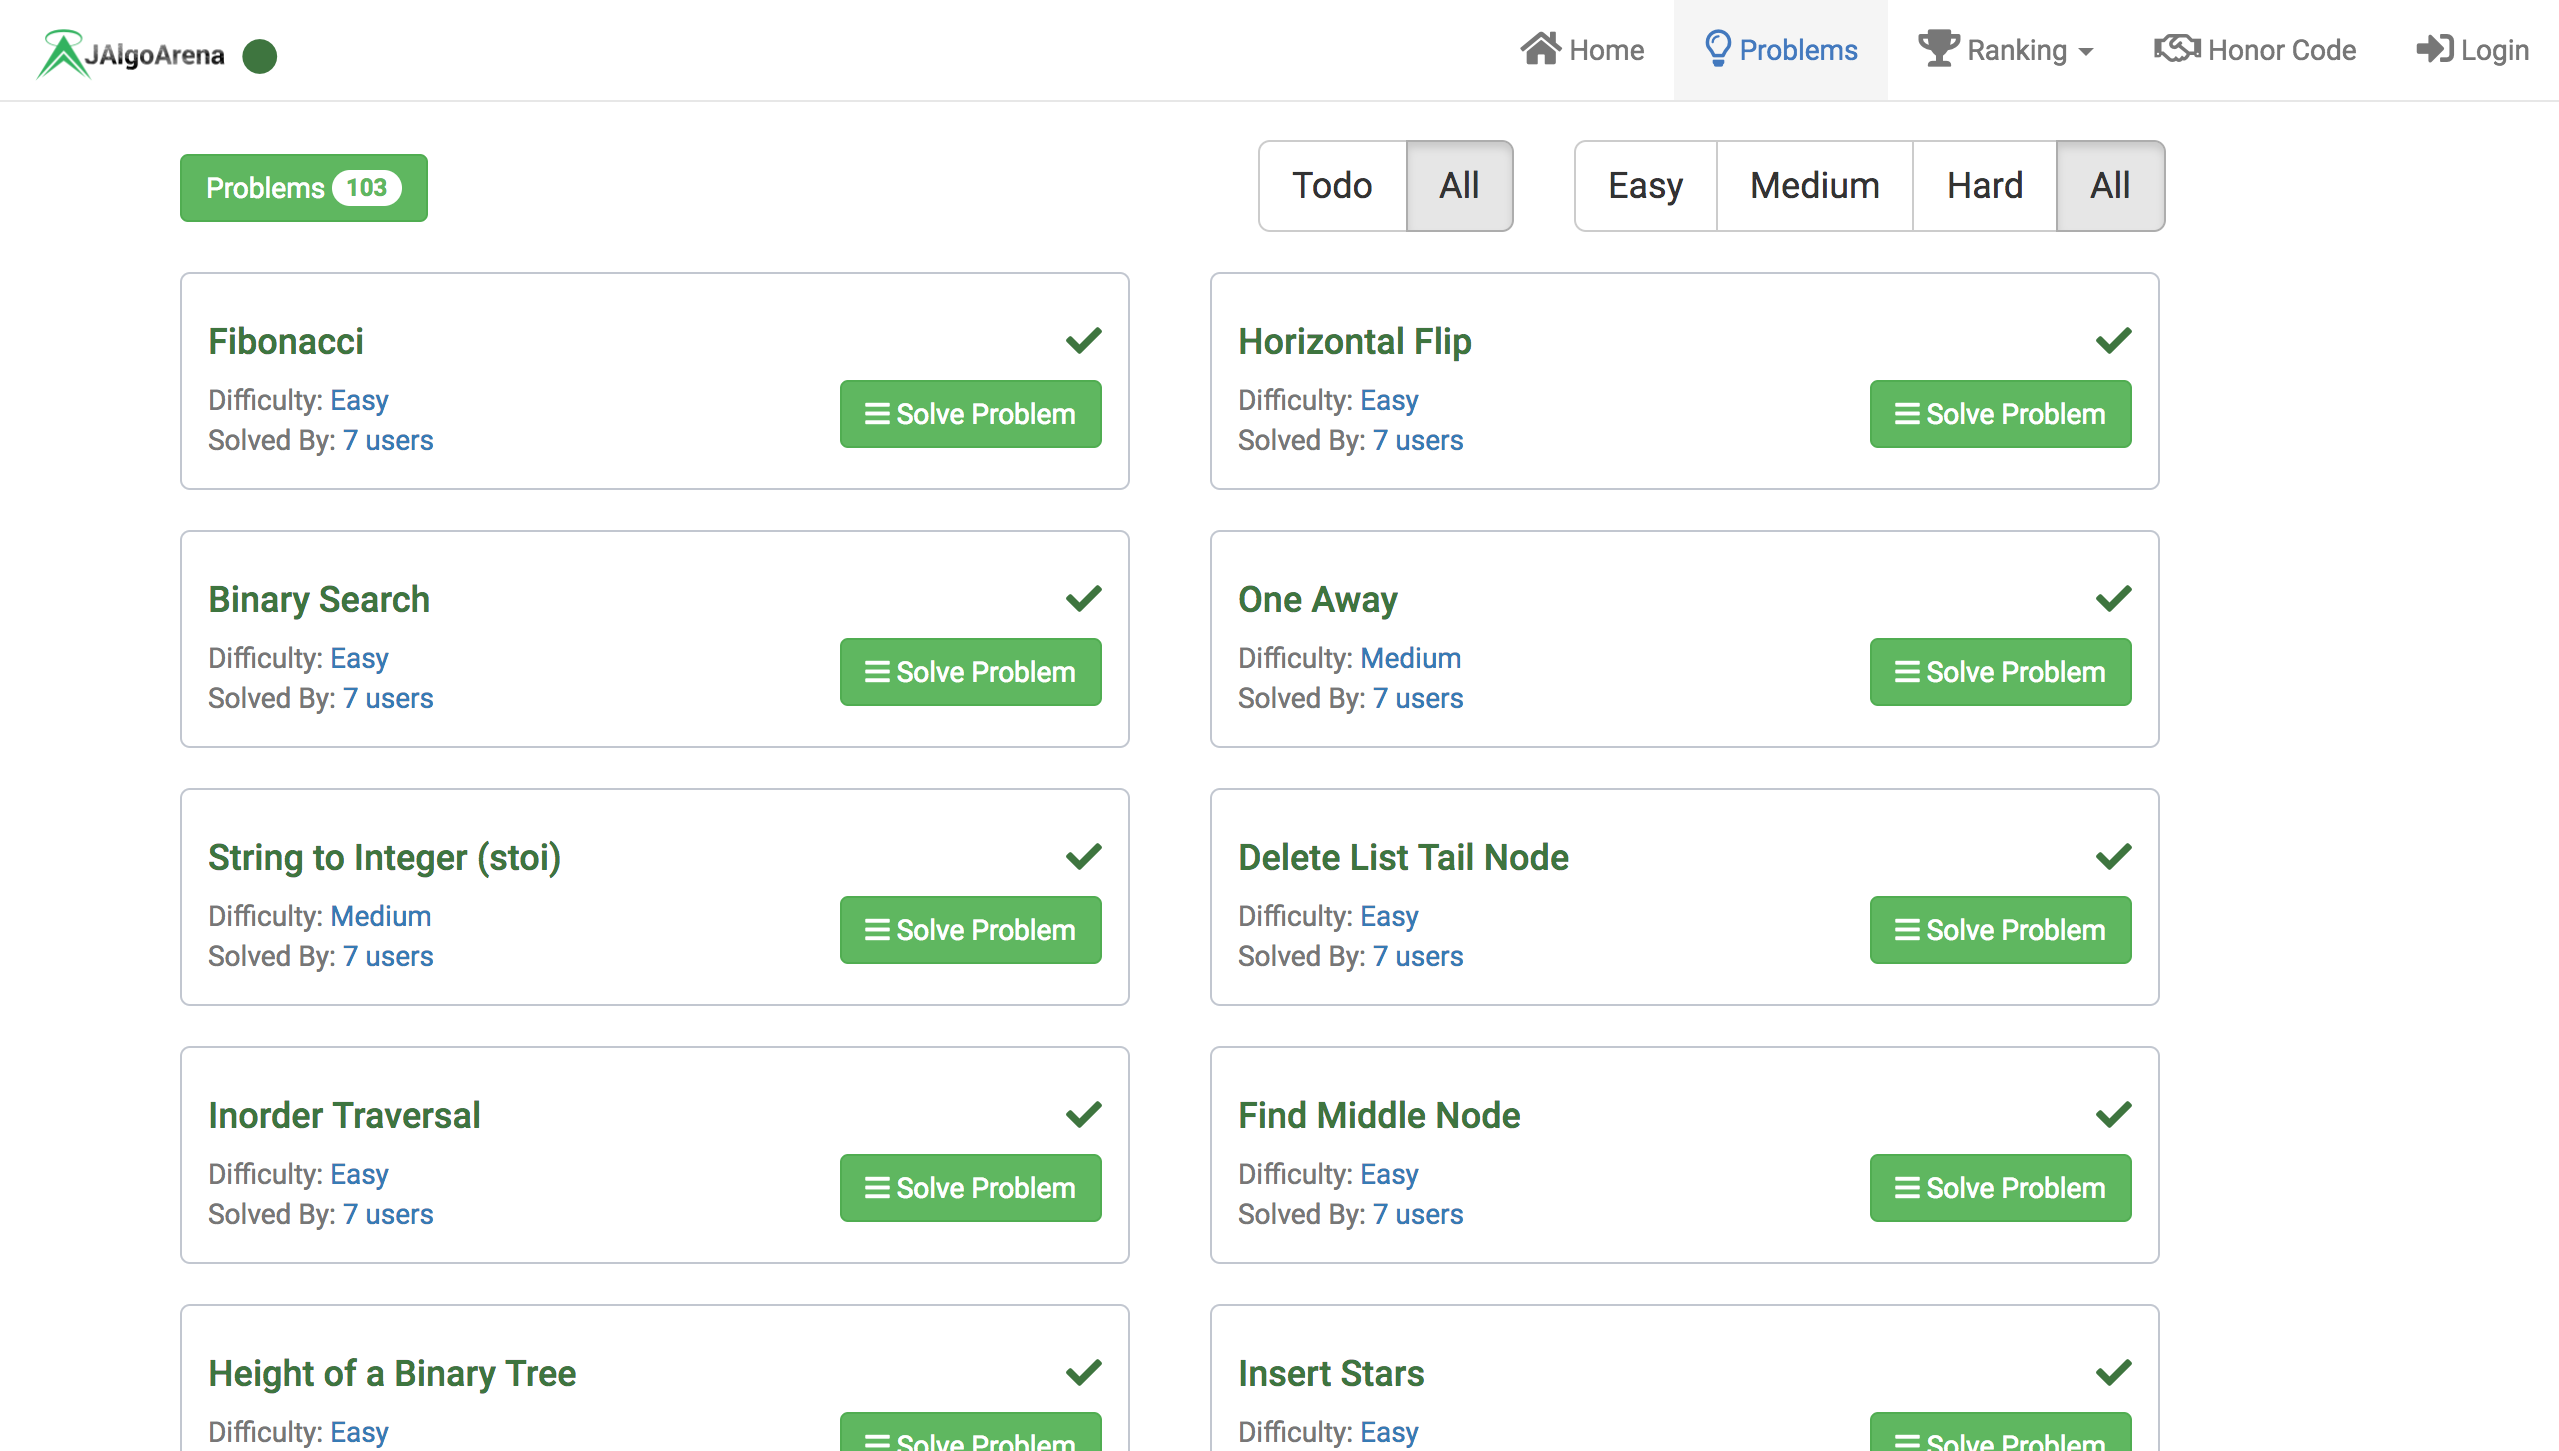 JAlgoArena
Home
Problems
Ranking
Honor Code
Login
Problems 103
Todo
All
Easy
Medium
Hard
All
Fibonacci
Difficulty: Easy
Solved By: 7 users
Solve Problem
Horizontal Flip
Difficulty: Easy
Solved By: 7 users
Solve Problem
Binary Search
Difficulty: Easy
Solved By: 7 users
Solve Problem
One Away
Difficulty: Medium
Solved By: 7 users
Solve Problem
String to Integer (stoi)
Difficulty: Medium
Solved By: 7 users
Solve Problem
Delete List Tail Node
Difficulty: Easy
Solved By: 7 users
Solve Problem
Inorder Traversal
Difficulty: Easy
Solved By: 7 users
Solve Problem
Find Middle Node
Difficulty: Easy
Solved By: 7 users
Solve Problem
Height of a Binary Tree
Difficulty: Easy
Solve Problem
Insert Stars
Difficulty: Easy
Solve Problem